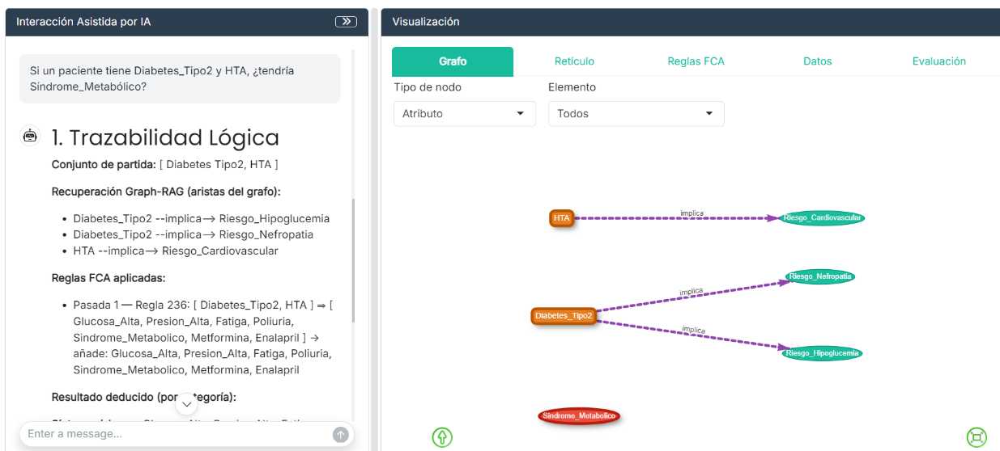 Interacción Asistida por IA
Si un paciente tiene Diabetes_Tipo2 y HTA, ¿tendría
Síndrome_Metabólico?
1. Trazabilidad Lógica
Conjunto de partida: [ Diabetes Tipo2, HTA ]
Recuperación Graph-RAG (aristas del grafo):
• Diabetes_Tipo2 --implica--> Riesgo_Hipoglucemia
• Diabetes_Tipo2 --implica--> Riesgo_Nefropatia
• HTA --implica--> Riesgo_Cardiovascular
Reglas FCA aplicadas:
• Pasada 1 — Regla 236: [ Diabetes_Tipo2, HTA ] ⇒ [
Glucosa_Alta, Presion_Alta, Fatiga, Poliuria,
Sindrome_Metabolico, Metformina, Enalapril ] →
añade: Glucosa_Alta, Presion_Alta, Fatiga, Poliuria,
Sindrome_Metabolico, Metformina, Enalapril
Resultado deducido (por tegoría):
Enter a message...
Visualización
Grafo
Retículo
Reglas FCA
Datos
Evaluación
Tipo de nodo
Elemento
Atributo
Todos
HTA
implica
Riesgo_Cardiovascular
Riesgo_Nefropatia
implica
Diabetes_Tipo2
implica
Riesgo_Hipoglucemia
Sindrome_Metabolico